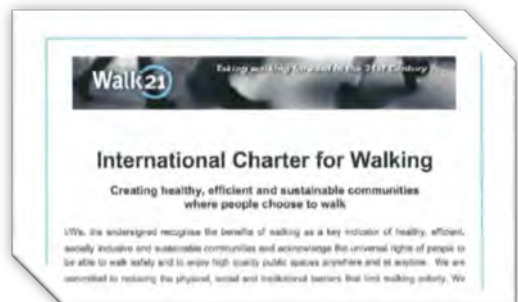 Walk21
Taking walking forward in the 21st Century
International Charter for Walking
Creating healthy, efficient and sustainable communities
where people choose to walk
I/We, the undersigned recognise the benefits of walking as a key indicator of healthy, efficient,
socially inclusive and sustainable communities and acknowledge the universal rights of people to
be able to walk safely and to enjoy high quality public spaces anywhere and at anytime. We are
committed to reducing the physical, social and institutional barriers that limit walking activity. We